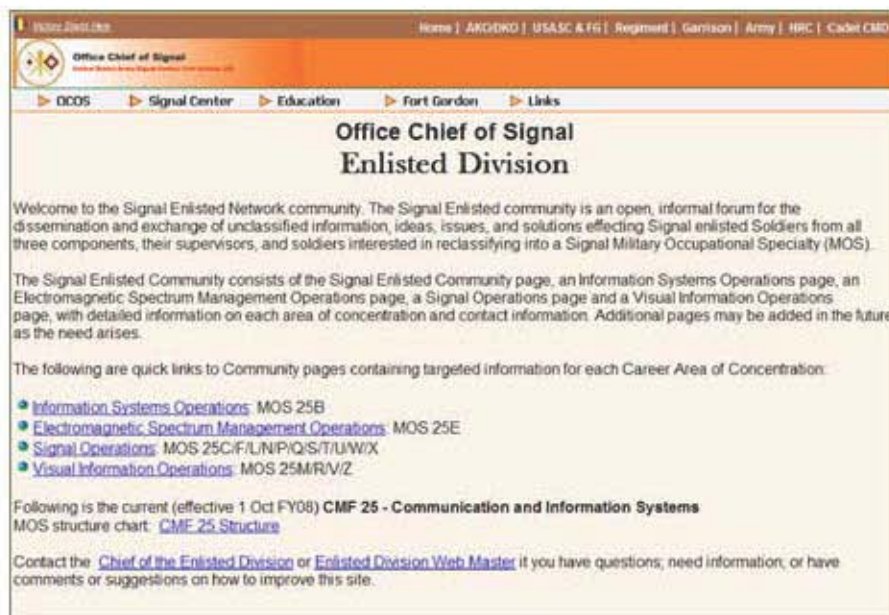 Home | AKO/DKO | USASC & FG | Regiment | Garrison | Army | HRC | Cadet CMD
Office Chief of Signal
OCOS Signal Center Education Fort Gordon Links
Office Chief of Signal
Enlisted Division
Welcome to the Signal Enlisted Network community. The Signal Enlisted community is an open, informal forum for the
dissemination and exchange of unclassified information, ideas, issues, and solutions effecting Signal enlisted Soldiers from all
three components, their supervisors, and soldiers interested in reclassifying into a Signal Military Occupational Specialty (MOS).
The Signal Enlisted Community consists of the Signal Enlisted Community page, an Information Systems Operations page, an
Electromagnetic Spectrum Management Operations page, a Signal Operations page and a Visual Information Operations
page, with detailed information on each area of concentration and contact information. Additional pages may be added in the future
as the need arises.
The following are quick links to Community pages containing targeted information for each Career Area of Concentration:
Information Systems Operations: MOS 25B
Electromagnetic Spectrum Management Operations: MOS 25E
Signal Operations: MOS 25C/F/L/N/P/Q/S/T/U/W/X
Visual Information Operations: MOS 25M/R/V/Z
Following is the current (effective 1 Oct FY08) CMF 25 - Communication and Information Systems
MOS structure chart: CMF 25 Structure
Contact the Chief of the Enlisted Division or Enlisted Division Web Master it you have questions; need information, or have
comments or suggestions on how to improve this site.